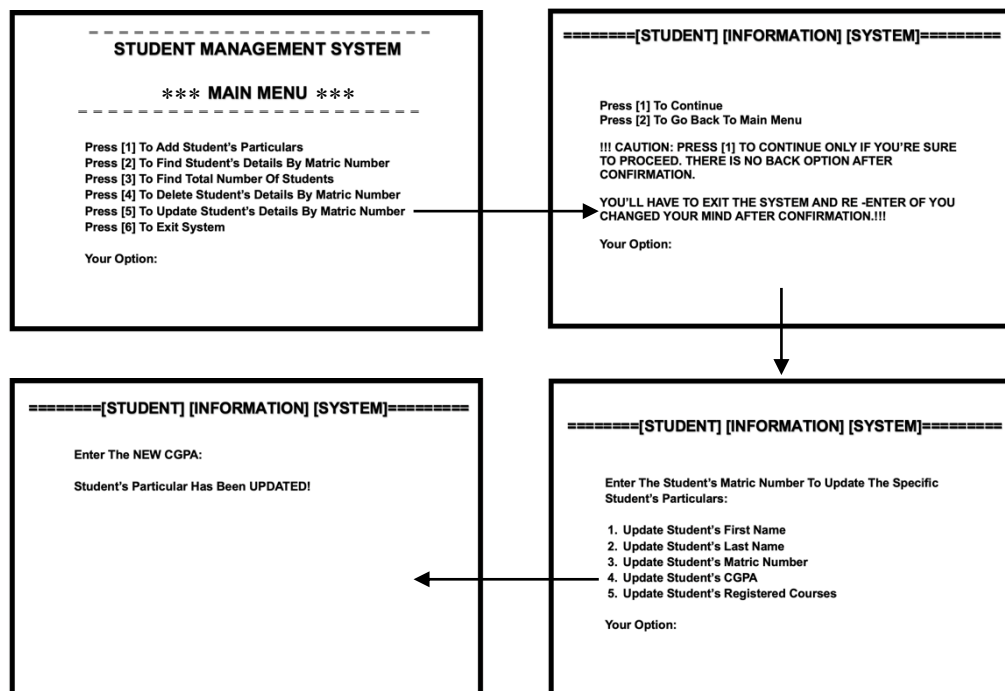 STUDENT MANAGEMENT SYSTEM
*** MAIN MENU ***
Press [1] To Add Student's Particulars
Press [2] To Find Student's Details By Matric Number
Press [3] To Find Total Number Of Students
Press [4] To Delete Student's Details By Matric Number
Press [5] To Update Student's Details By Matric Number
Press [6] To Exit System
Your Option:
========[STUDENT] [INFORMATION] [SYSTEM]=========
Press [1] To Continue
Press [2] To Go Back To Main Menu
!!! CAUTION: PRESS [1] TO CONTINUE ONLY IF YOU'RE SURE
TO PROCEED. THERE IS NO BACK OPTION AFTER
CONFIRMATION.
YOU'LL HAVE TO EXIT THE SYSTEM AND RE -ENTER OF YOU
CHANGED YOUR MIND AFTER CONFIRMATION.!!!
Your Option:
========[STUDENT] [INFORMATION] [SYSTEM]=========
Enter The Student's Matric Number To Update The Specific
Student's Particulars:
1. Update Student's First Name
2. Update Student's Last Name
3. Update Student's Matric Number
4. Update Student's CGPA
5. Update Student's Registered Courses
Your Option:
========[STUDENT] [INFORMATION] [SYSTEM]=========
Enter The NEW CGPA:
Student's Particular Has Been UPDATED!